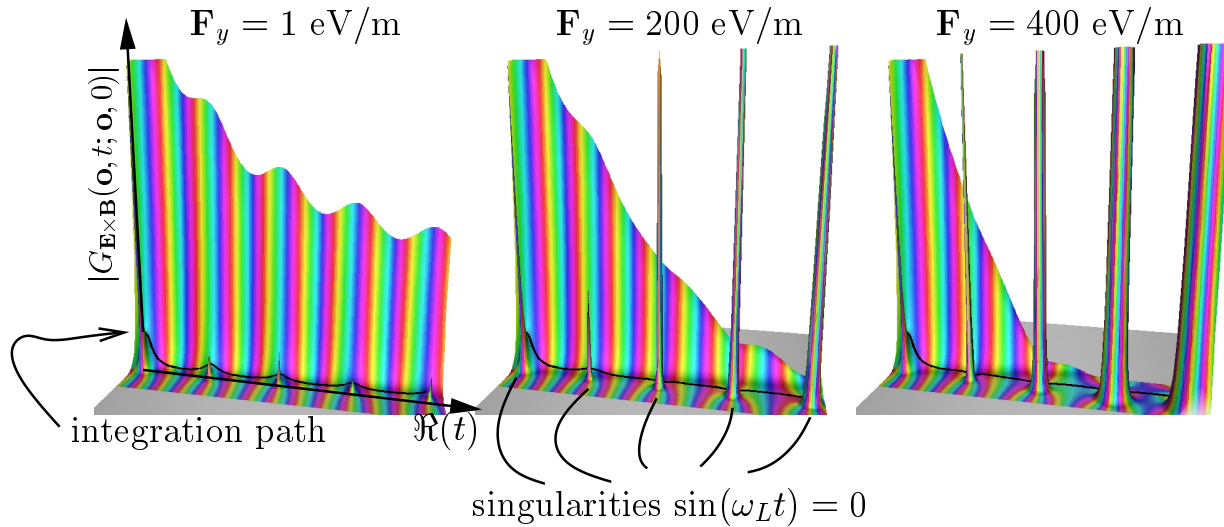 F_y = 1 eV/m
F_y = 200 eV/m
F_y = 400 eV/m
|G_{E×B}(o, t; o, 0)|
integration path
ℜ(t)
singularities sin(ω_L t) = 0